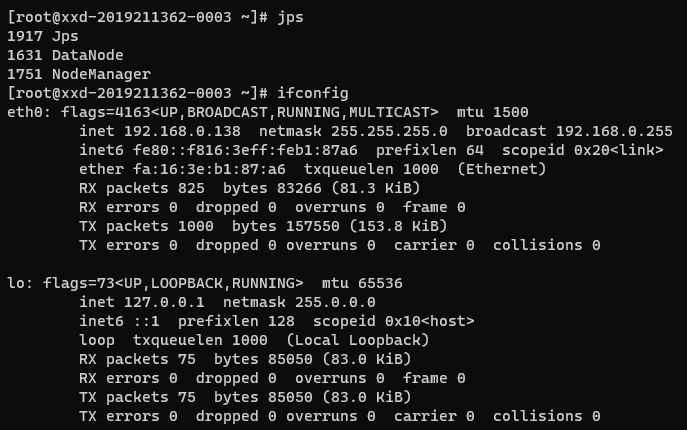 [root@xxd-2019211362-0003 ~]# jps
1917 Jps
1631 DataNode
1751 NodeManager
[root@xxd-2019211362-0003 ~]# ifconfig
eth0: flags=4163<UP,BROADCAST,RUNNING,MULTICAST>  mtu 1500
        inet 192.168.0.138  netmask 255.255.255.0  broadcast 192.168.0.255
        inet6 fe80::f816:3eff:feb1:87a6  prefixlen 64  scopeid 0x20<link>
        ether fa:16:3e:b1:87:a6  txqueuelen 1000  (Ethernet)
        RX packets 825  bytes 83266 (81.3 KiB)
        RX errors 0  dropped 0  overruns 0  frame 0
        TX packets 1000  bytes 157550 (153.8 KiB)
        TX errors 0  dropped 0 overruns 0  carrier 0  collisions 0

lo: flags=73<UP,LOOPBACK,RUNNING>  mtu 65536
        inet 127.0.0.1  netmask 255.0.0.0
        inet6 ::1  prefixlen 128  scopeid 0x10<host>
        loop  txqueuelen 1000  (Local Loopback)
        RX packets 75  bytes 85050 (83.0 KiB)
        RX errors 0  dropped 0  overruns 0  frame 0
        TX packets 75  bytes 85050 (83.0 KiB)
        TX errors 0  dropped 0 overruns 0  carrier 0  collisions 0